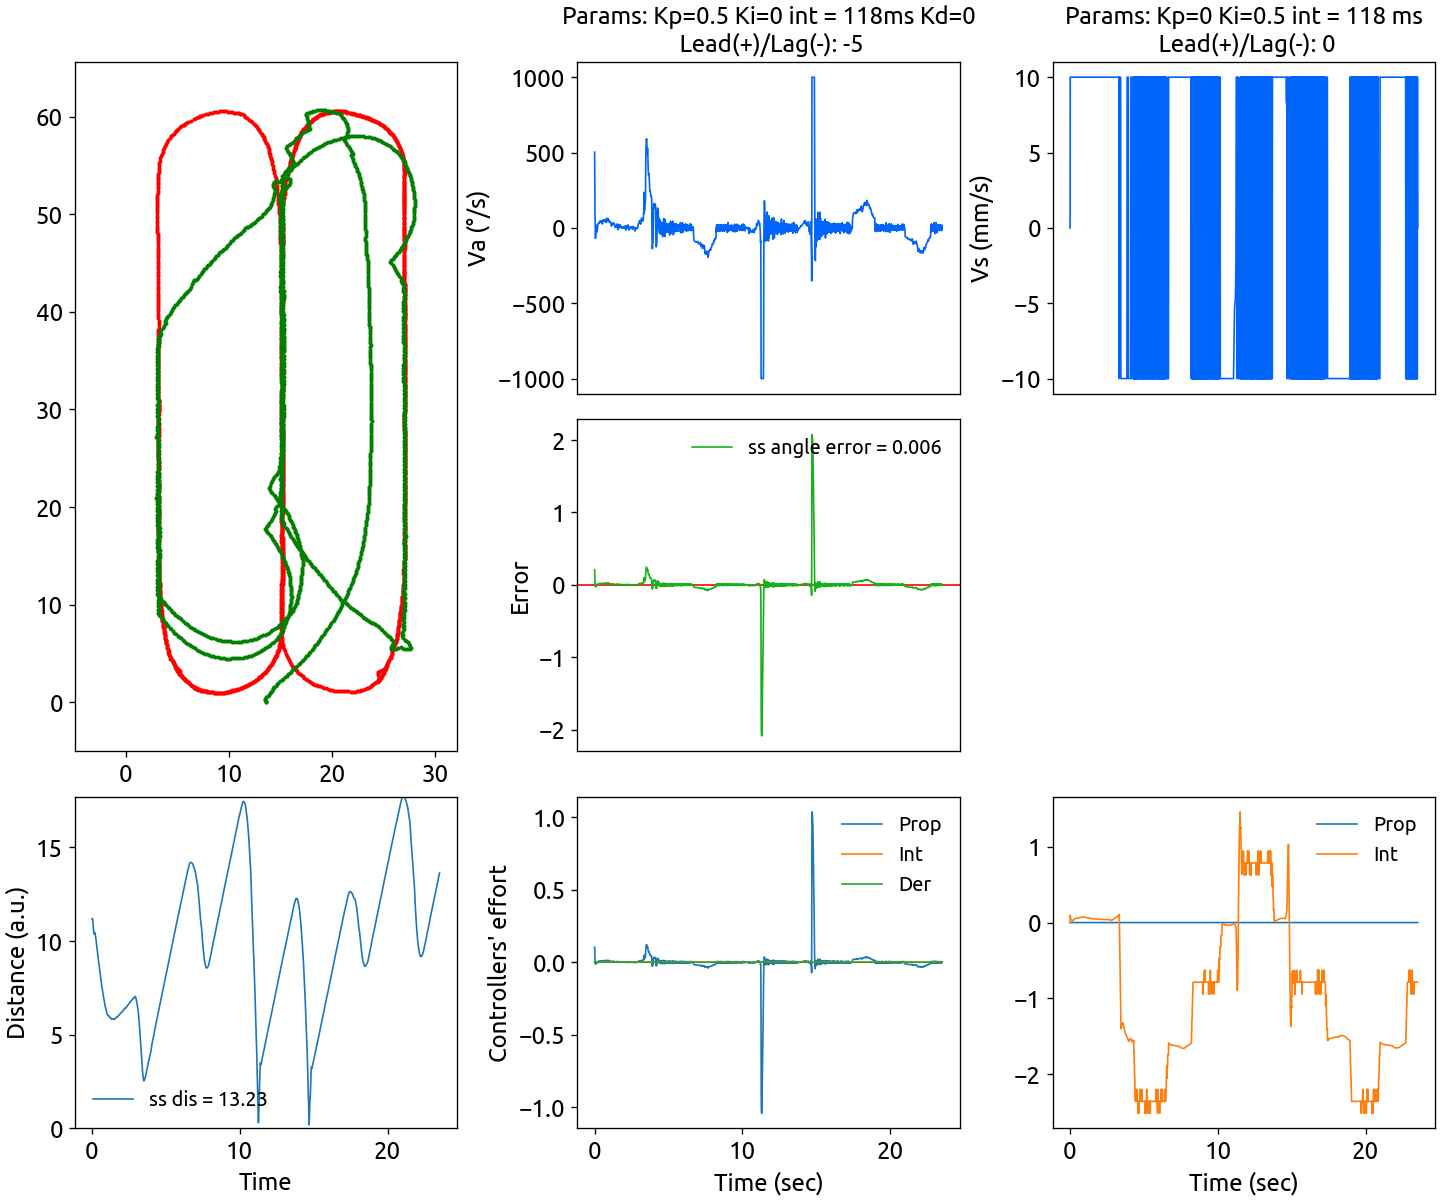 Params: Kp=0.5 Ki=0 int = 118ms Kd=0
Lead(+)/Lag(-): -5
Params: Kp=0 Ki=0.5 int = 118 ms
Lead(+)/Lag(-): 0
60
50
40
30
20
10
0
0
10
20
30
Va (°/s)
1000
500
0
−500
−1000
Vs (mm/s)
10
5
0
−5
−10
Error
2
1
0
−1
−2
ss angle error = 0.006
Distance (a.u.)
15
10
5
0
ss dis = 13.23
0
10
20
Time
Controllers' effort
1.0
0.5
0.0
−0.5
−1.0
Prop
Int
Der
0
10
20
Time (sec)
1
0
−1
−2
Prop
Int
0
10
20
Time (sec)